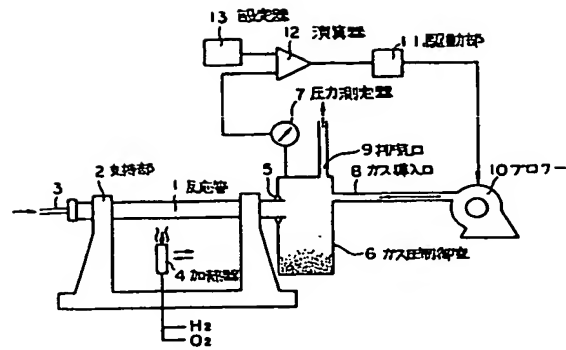 13 設定器
12 演算器
11 駆動部
7 圧力測定器
9 排気口
8 ガス導入口
10 ブロワー
2 支持部
1 反応管
5
3
6 ガス圧制御室
4 加熱器
H2
O2